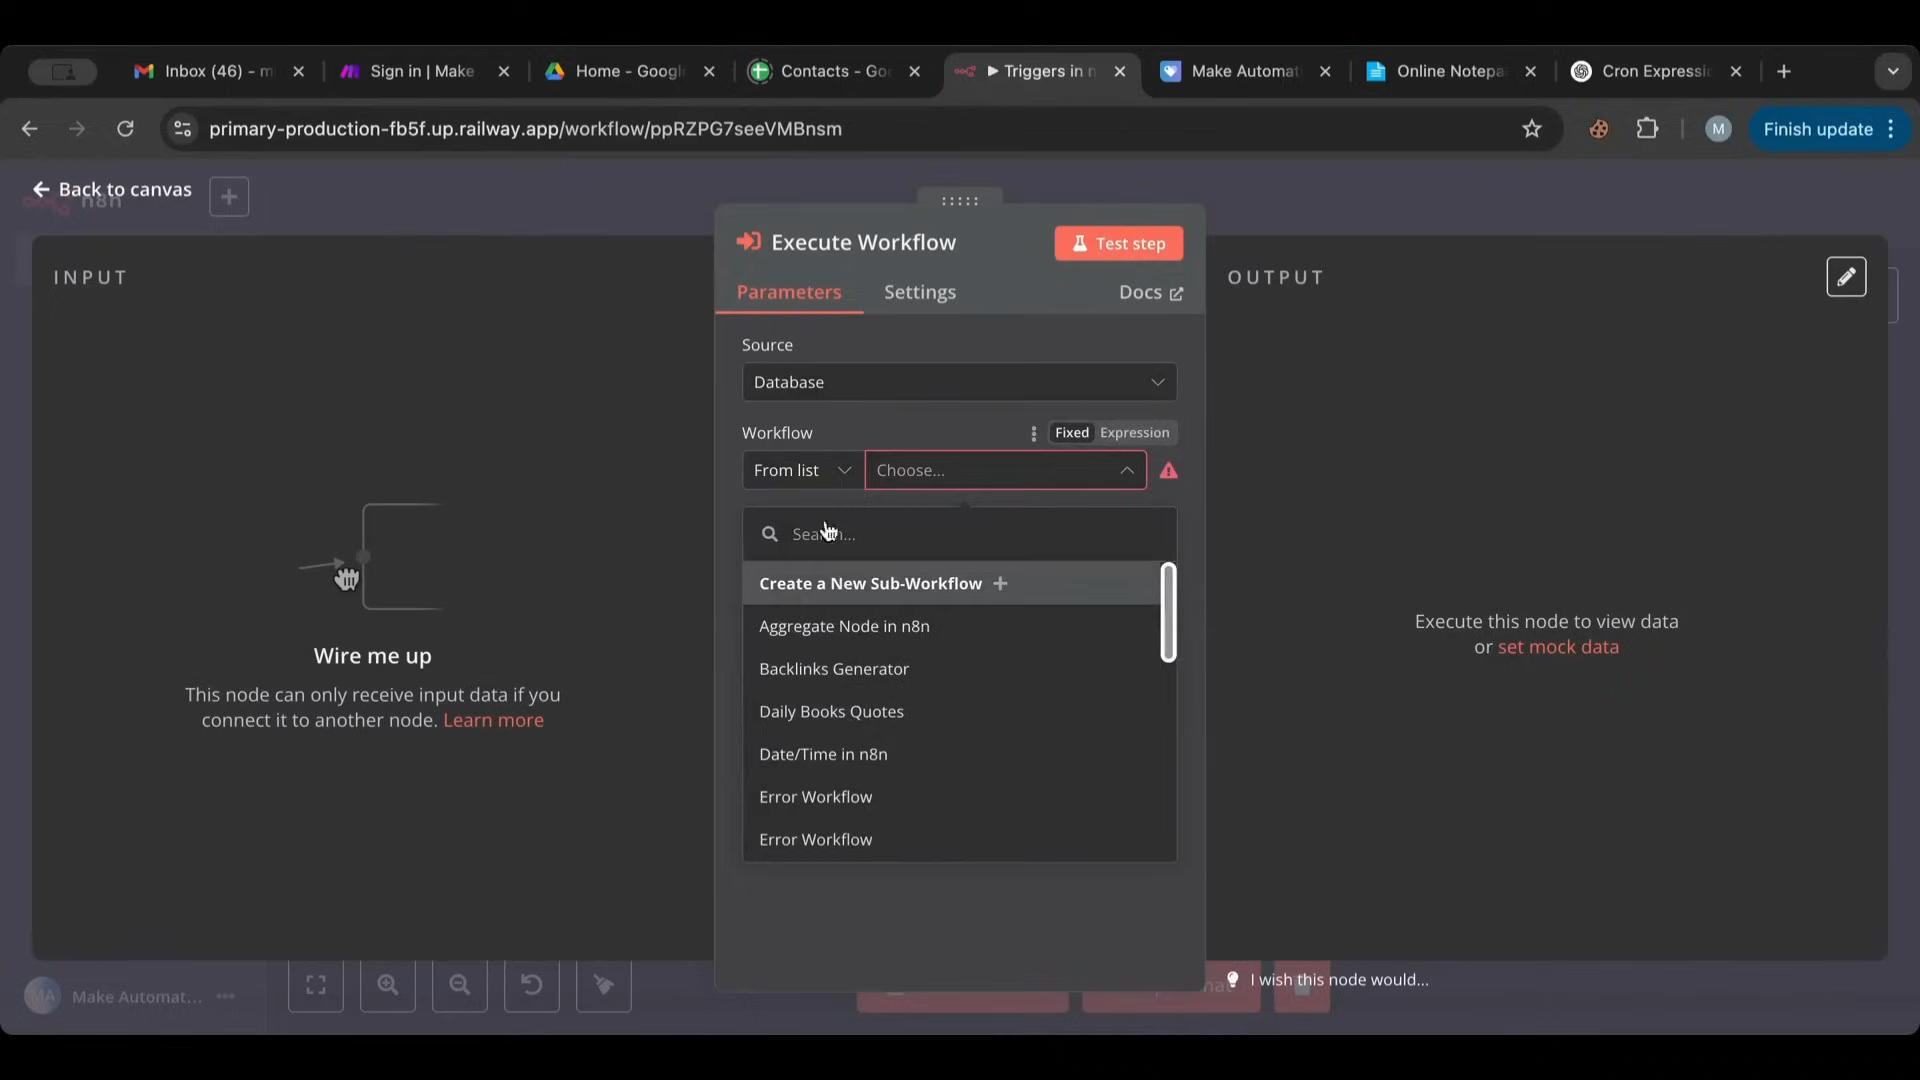 Inbox (46) - m
Sign in | Make
Home - Googl
Contacts - Go
Triggers in n
Make Automat
Online Notepa
Cron Expressi
primary-production-fb5f.up.railway.app/workflow/ppRZPG7seeVMBnsm
M
Finish update
Back to canvas
n8n
INPUT
Execute Workflow
Test step
OUTPUT
Parameters
Settings
Docs
Source
Database
Workflow
Fixed
Expression
From list
Choose...
Search...
Create a New Sub-Workflow +
Aggregate Node in n8n
Backlinks Generator
Daily Books Quotes
Date/Time in n8n
Error Workflow
Error Workflow
Wire me up
This node can only receive input data if you
connect it to another node. Learn more
Execute this node to view data
or set mock data
I wish this node would...
MA
Make Automat...